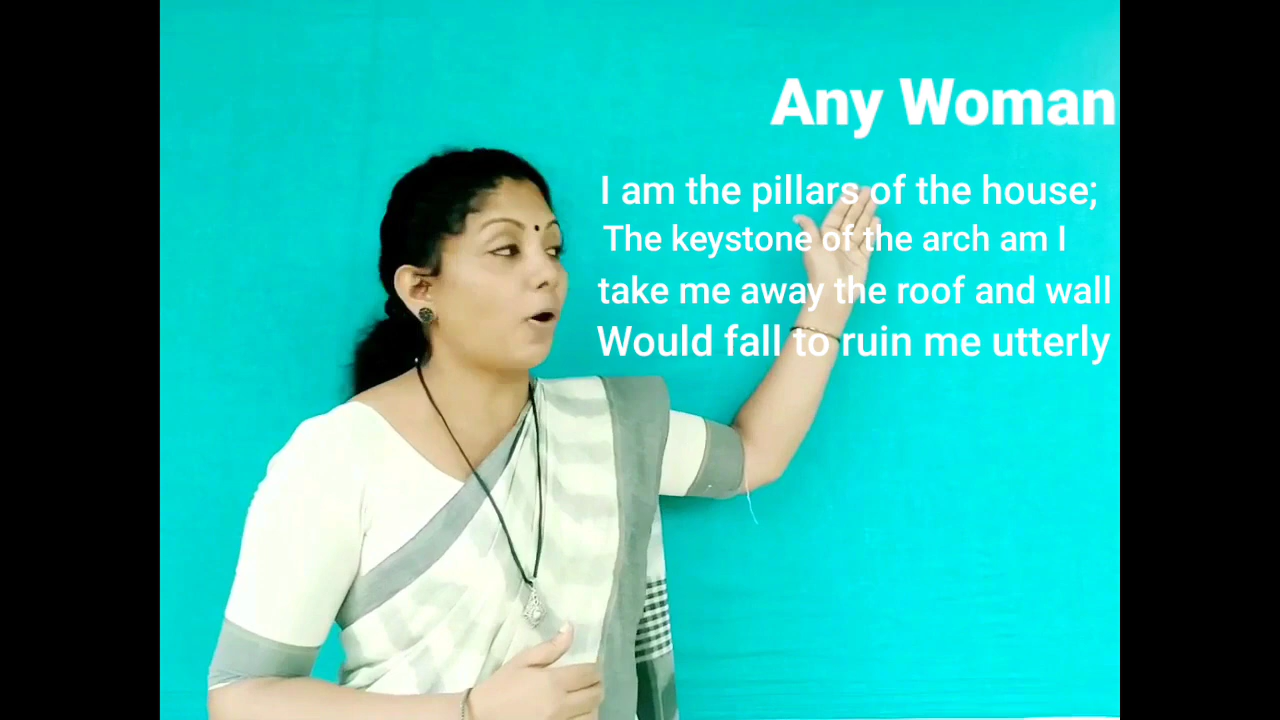 Any Woman
I am the pillars of the house;
The keystone of the arch am I
take me away the roof and wall
Would fall to ruin me utterly